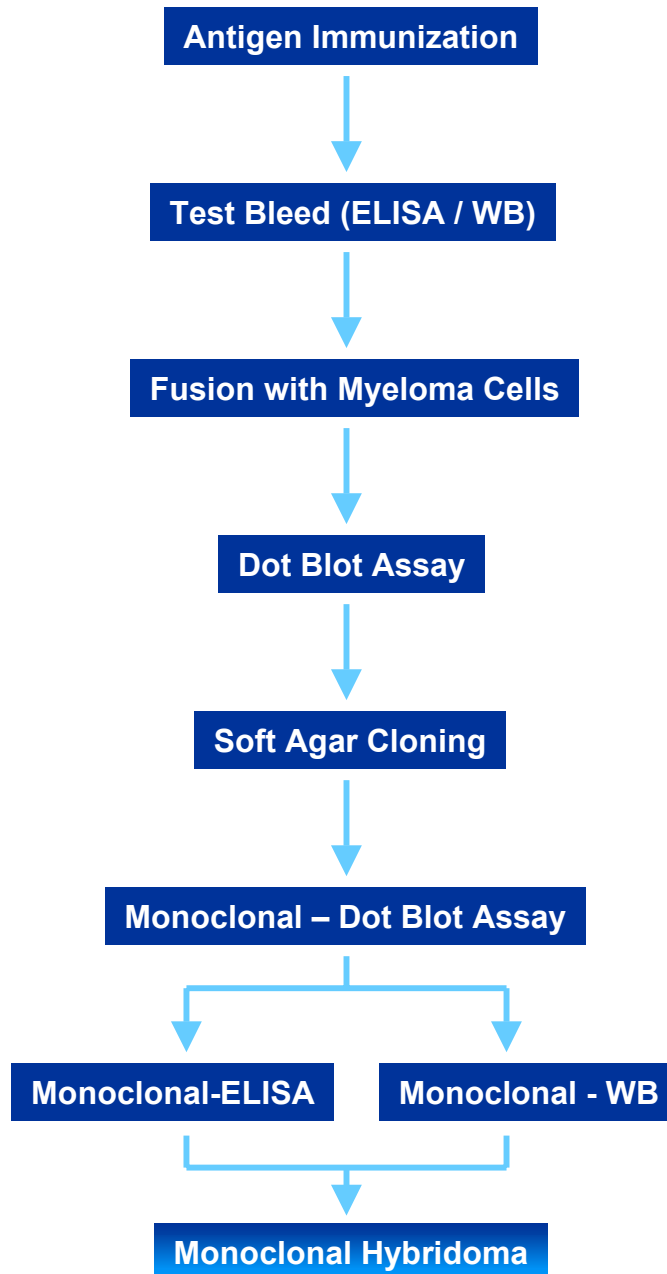 Antigen Immunization
Test Bleed (ELISA / WB)
Fusion with Myeloma Cells
Dot Blot Assay
Soft Agar Cloning
Monoclonal – Dot Blot Assay
Monoclonal-ELISA
Monoclonal - WB
Monoclonal Hybridoma